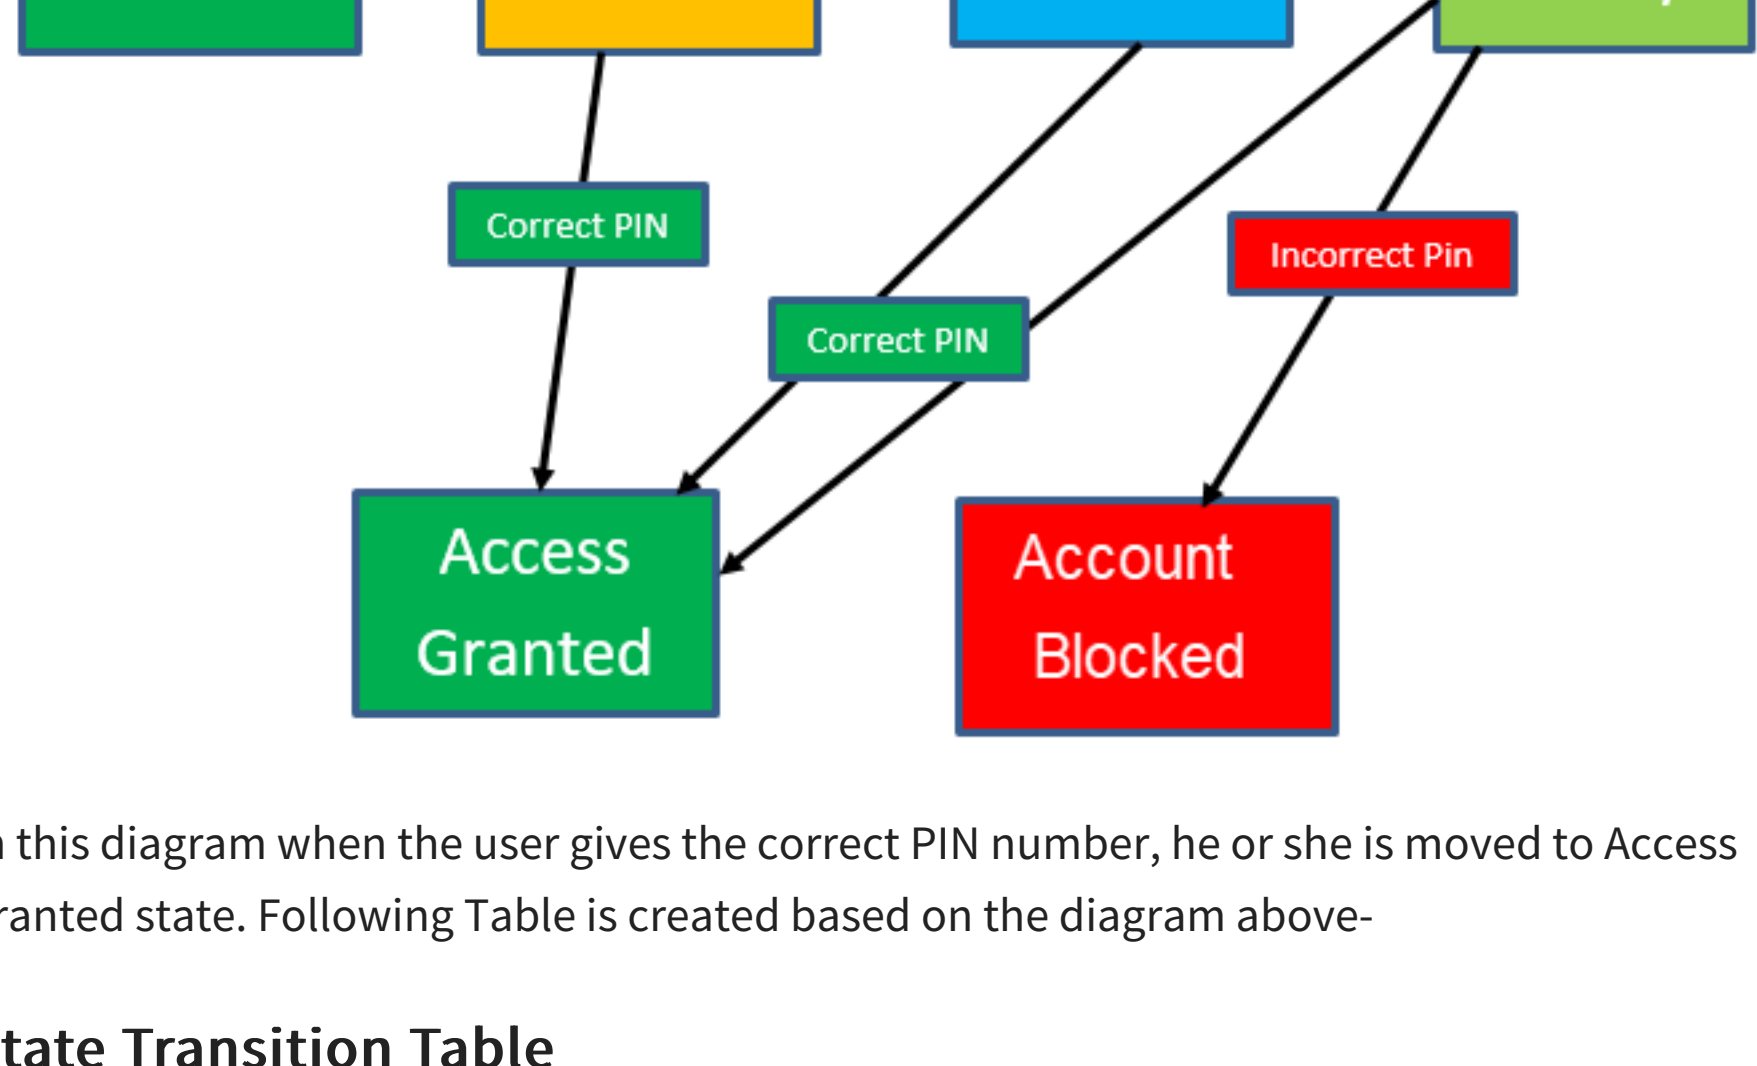 Correct PIN
Incorrect Pin
Correct PIN
Access
Granted
Account
Blocked
this diagram when the user gives the correct PIN number, he or she is moved to Access
ranted state. Following Table is created based on the diagram above-
tate Transition Table